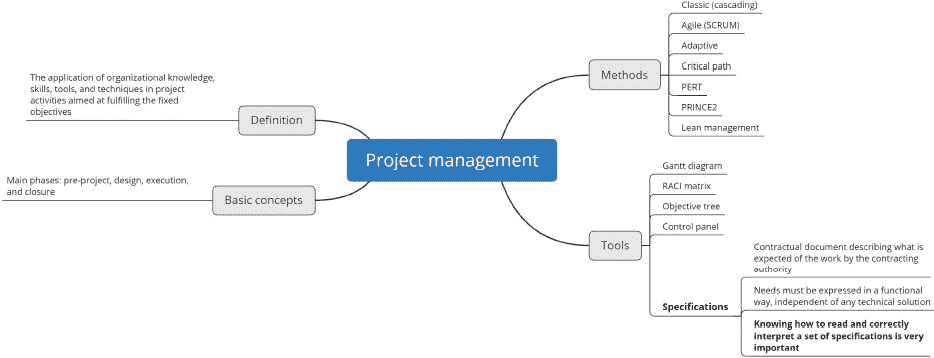 Project management
Definition
The application of organizational knowledge,
skills, tools, and techniques in project
activities aimed at fulfilling the fixed
objectives
Basic concepts
Main phases: pre-project, design, execution,
and closure
Methods
Classic (cascading)
Agile (SCRUM)
Adaptive
Critical path
PERT
PRINCE2
Lean management
Tools
Gantt diagram
RACI matrix
Objective tree
Control panel
Specifications
Contractual document describing what is
expected of the work by the contracting
authority
Needs must be expressed in a functional
way, independent of any technical solution
Knowing how to read and correctly
interpret a set of specifications is very
important